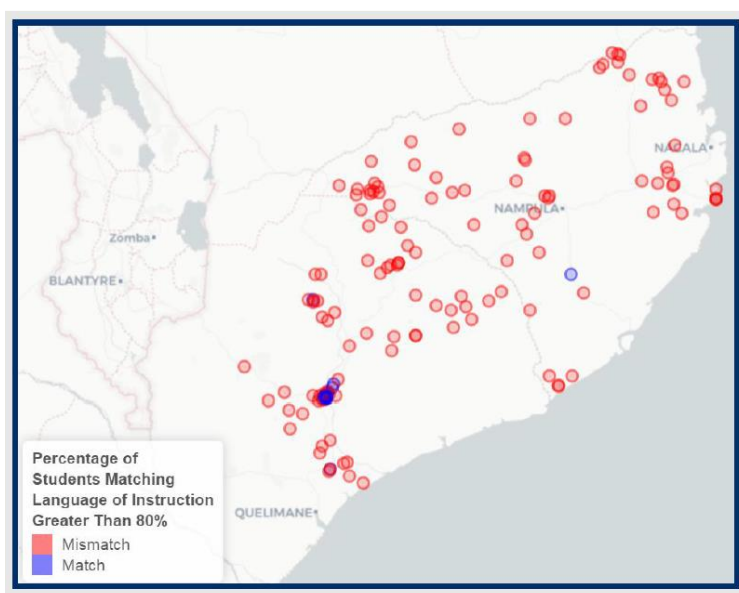 NACALA
NAMPULA
Zomba
BLANTYRE
Percentage of
Students Matching
Language of Instruction
Greater Than 80%
QUELIMANE
Mismatch
Match